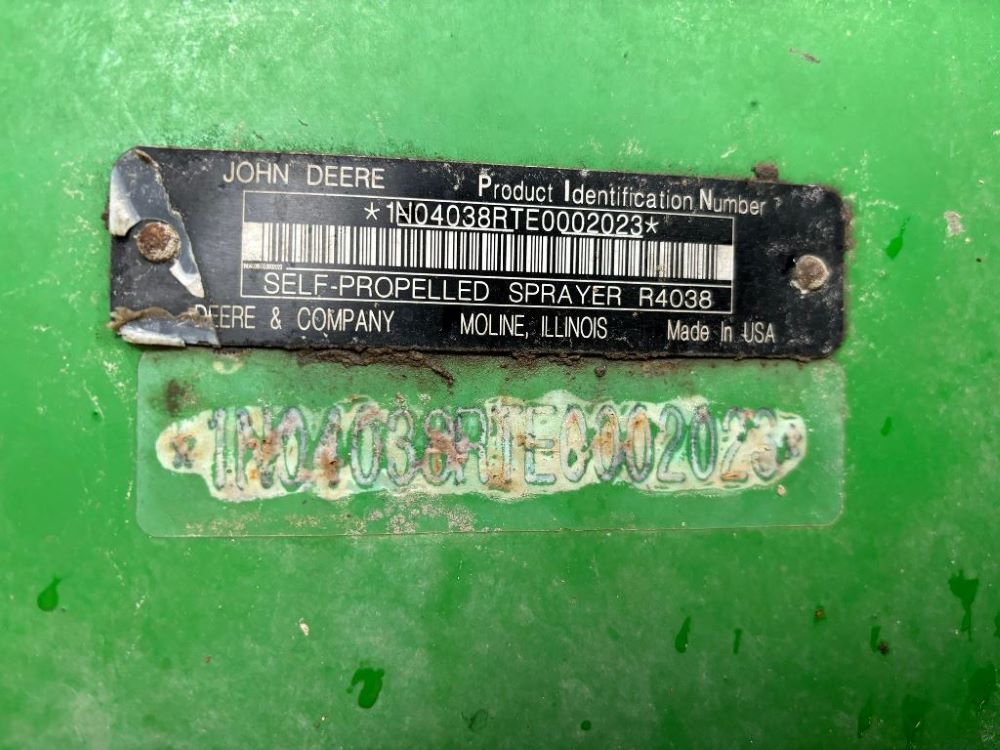 JOHN DEERE Product Identification Number
*1N04038RTE0002023*
SELF-PROPELLED SPRAYER R4038
DEERE & COMPANY MOLINE, ILLINOIS Made In USA
*1N04038RTE0002023*